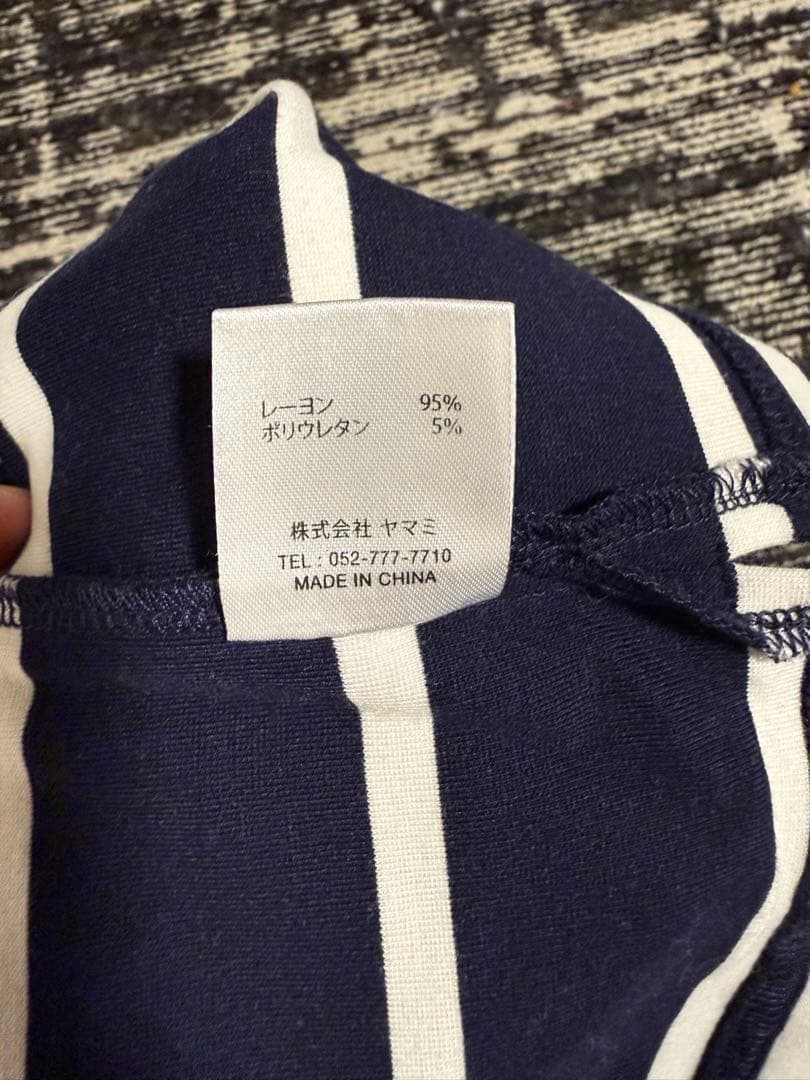 レーヨン 95%
ポリウレタン 5%
株式会社 ヤマミ
TEL : 052-777-7710
MADE IN CHINA